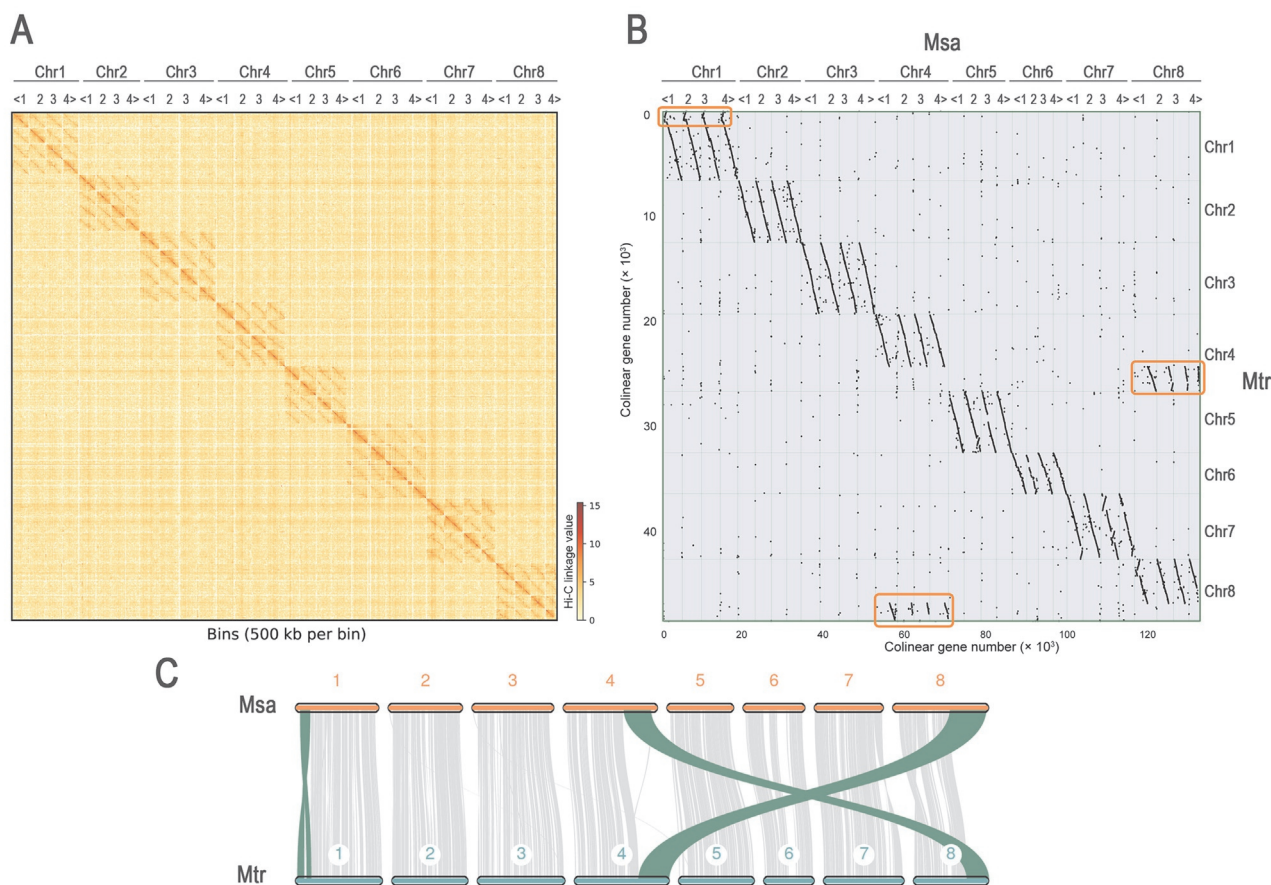 A
Chr1 Chr2 Chr3 Chr4 Chr5 Chr6 Chr7 Chr8
<1 2 3 4> <1 2 3 4> <1 2 3 4> <1 2 3 4> <1 2 3 4> <1 2 3 4> <1 2 3 4> <1 2 3 4>
15
10
5
0
Hi-C linkage value
Bins (500 kb per bin)
B
Msa
Chr1 Chr2 Chr3 Chr4 Chr5 Chr6 Chr7 Chr8
<1 2 3 4> <1 2 3 4> <1 2 3 4> <1 2 3 4> <1 2 3 4> <1 2 3 4> <1 2 3 4> <1 2 3 4>
0
10
20
30
40
Colinear gene number (× 10³)
Chr1
Chr2
Chr3
Chr4
Chr5
Chr6
Chr7
Chr8
Mtr
0 20 40 60 80 100 120
Colinear gene number (× 10³)
C
1 2 3 4 5 6 7 8
Msa
1 2 3 4 5 6 7 8
Mtr